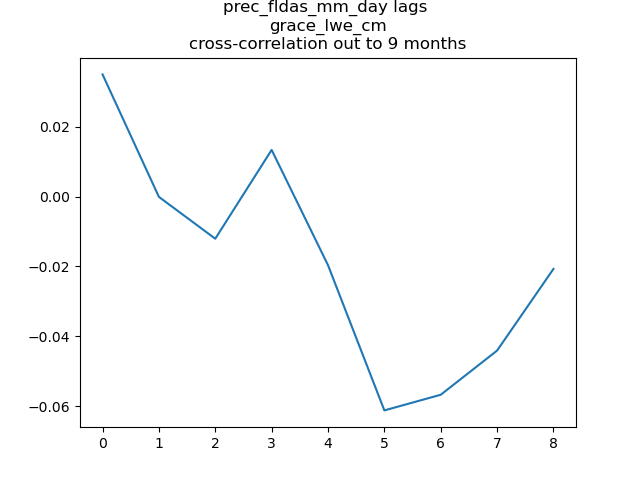 prec_fldas_mm_day lags
grace_lwe_cm
cross-correlation out to 9 months
0.02
0.00
−0.02
−0.04
−0.06
0 1 2 3 4 5 6 7 8